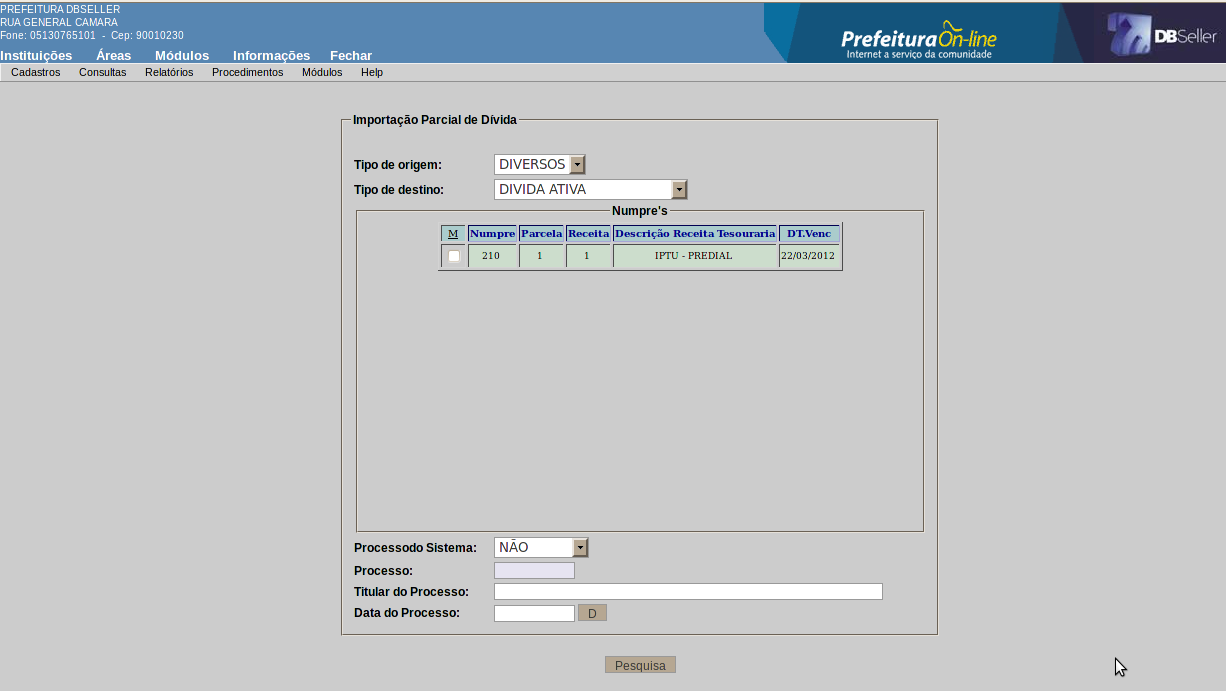 PREFEITURA DBSELLER
RUA GENERAL CAMARA
Fone: 05130765101 - Cep: 90010230
PrefeituraOn-line
Internet a serviço da comunidade
DBSeller
Instituições Áreas Módulos Informações Fechar
Cadastros Consultas Relatórios Procedimentos Módulos Help
Importação Parcial de Dívida
Tipo de origem: DIVERSOS
Tipo de destino: DIVIDA ATIVA
Numpre's
M Numpre Parcela Receita Descrição Receita Tesouraria DT.Venc
210 1 1 IPTU - PREDIAL 22/03/2012
Processodo Sistema: NÃO
Processo:
Titular do Processo:
Data do Processo: D
Pesquisa